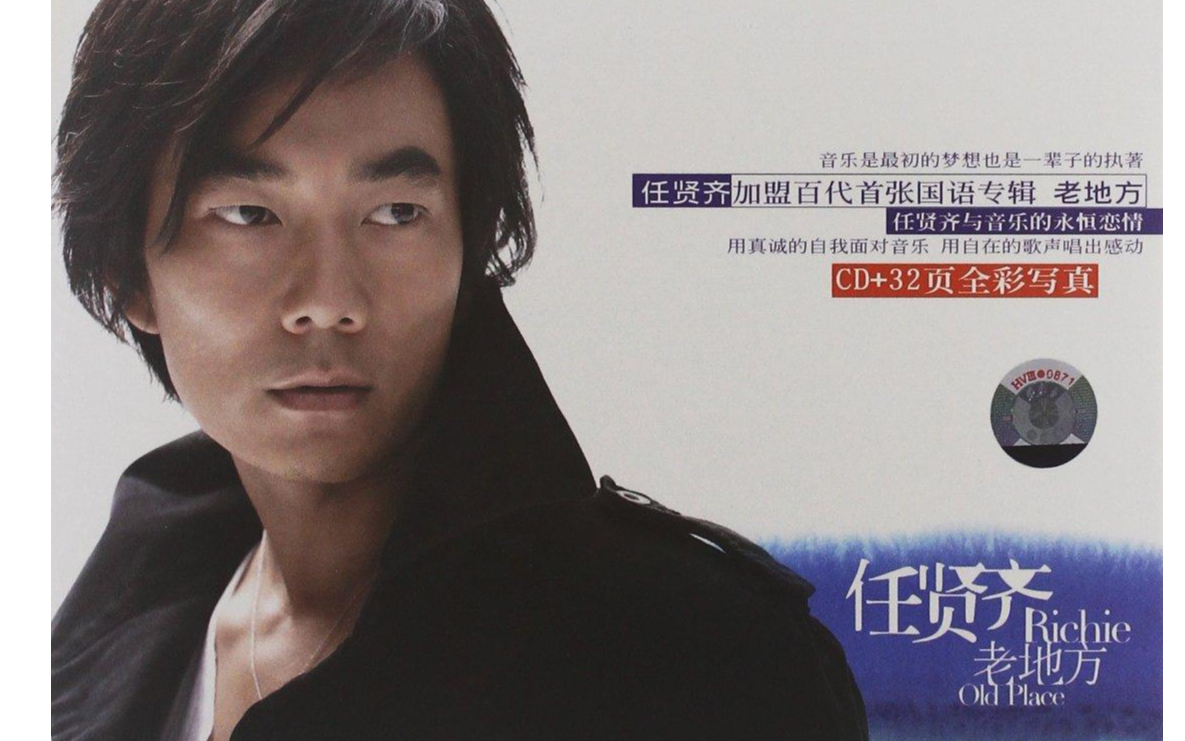 音乐是最初的梦想也是一辈子的执著
任贤齐加盟百代首张国语专辑 老地方
任贤齐与音乐的永恒恋情
用真诚的自我面对音乐 用自在的歌声唱出感动
CD+32页全彩写真
HVⅢ●0871
任贤齐
Richie
老地方
Old Place